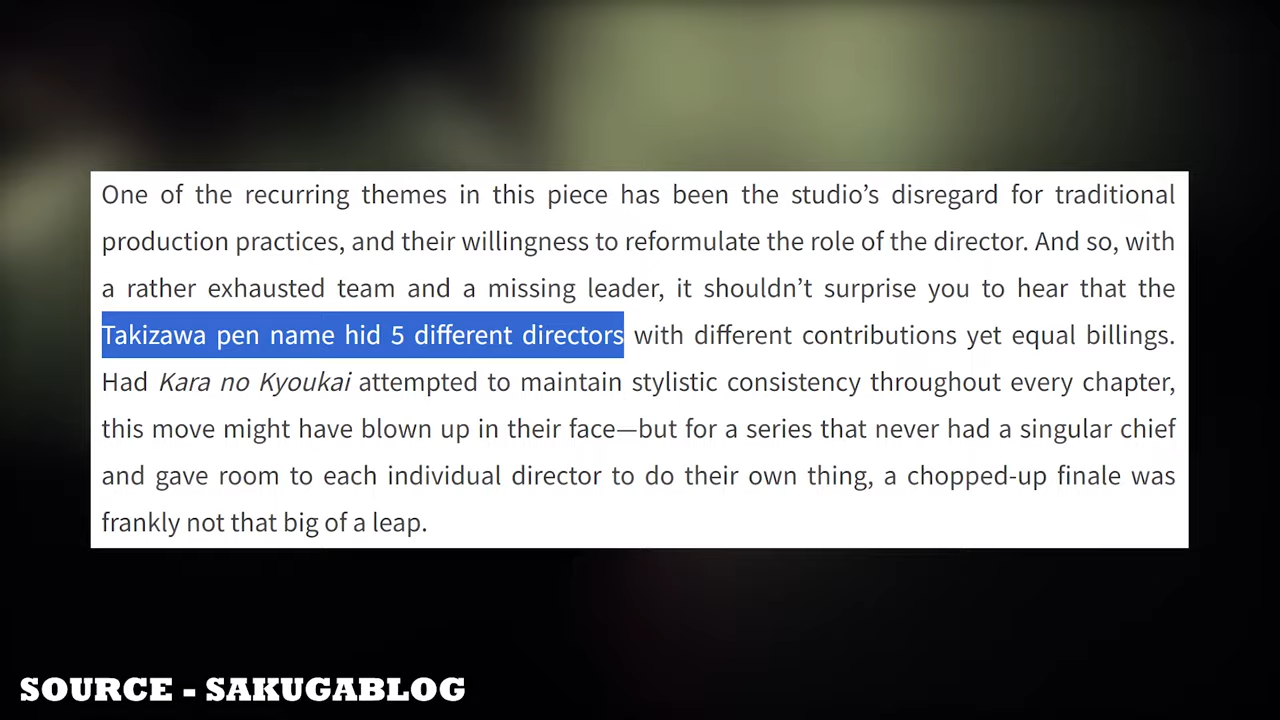 One of the recurring themes in this piece has been the studio’s disregard for traditional
production practices, and their willingness to reformulate the role of the director. And so, with
a rather exhausted team and a missing leader, it shouldn’t surprise you to hear that the
Takizawa pen name hid 5 different directors with different contributions yet equal billings.
Had Kara no Kyoukai attempted to maintain stylistic consistency throughout every chapter,
this move might have blown up in their face—but for a series that never had a singular chief
and gave room to each individual director to do their own thing, a chopped-up finale was
frankly not that big of a leap.
SOURCE - SAKUGABLOG